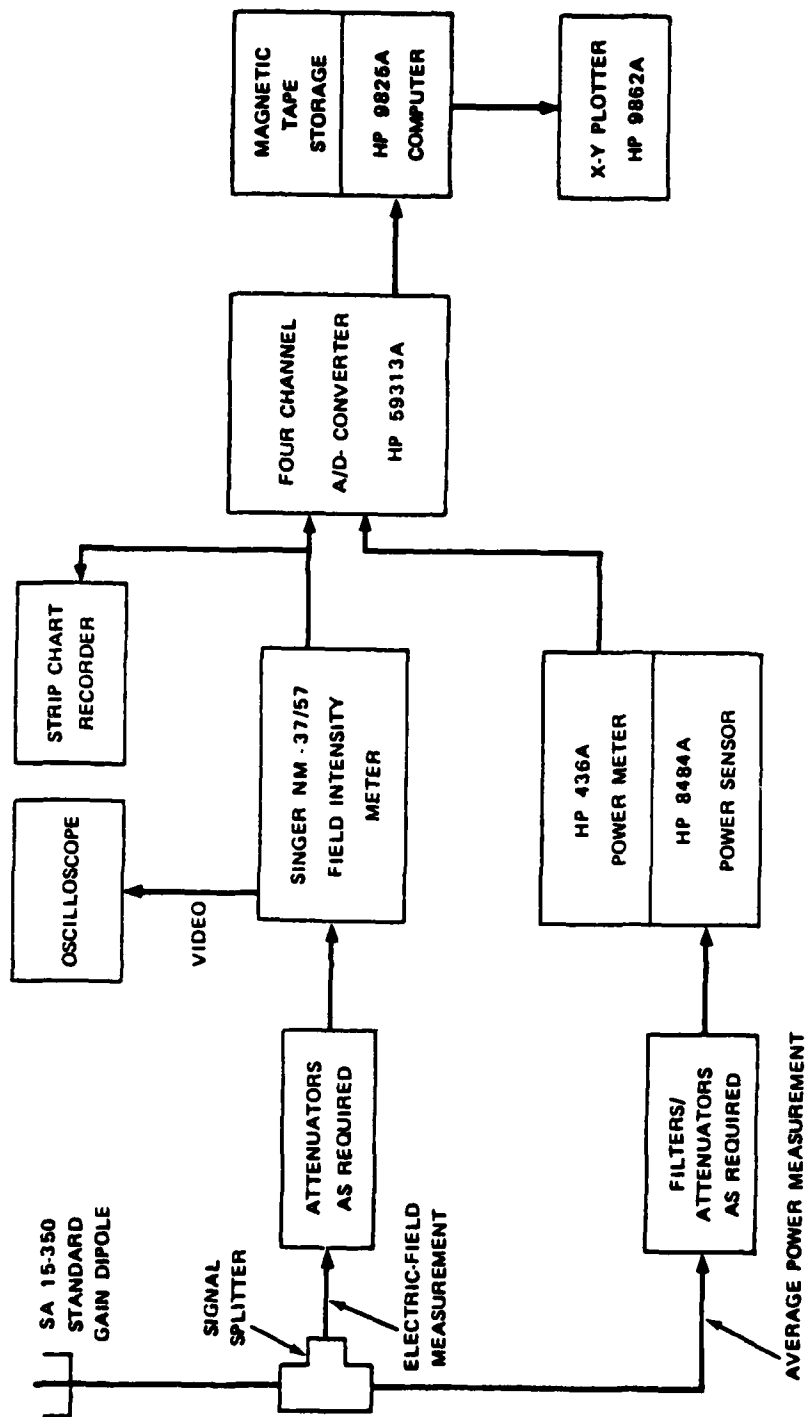 SA 15-350
STANDARD
GAIN DIPOLE
SIGNAL
SPLITTER
ELECTRIC-FIELD
MEASUREMENT
ATTENUATORS
AS REQUIRED
OSCILLOSCOPE
VIDEO
SINGER NM - 37/57
FIELD INTENSITY
METER
STRIP CHART
RECORDER
FOUR CHANNEL
A/D- CONVERTER
HP 59313A
MAGNETIC
TAPE
STORAGE
HP 9825A
COMPUTER
X-Y PLOTTER
HP 9862A
AVERAGE POWER MEASUREMENT
FILTERS/
ATTENUATORS
AS REQUIRED
HP 436A
POWER METER
HP 8484A
POWER SENSOR